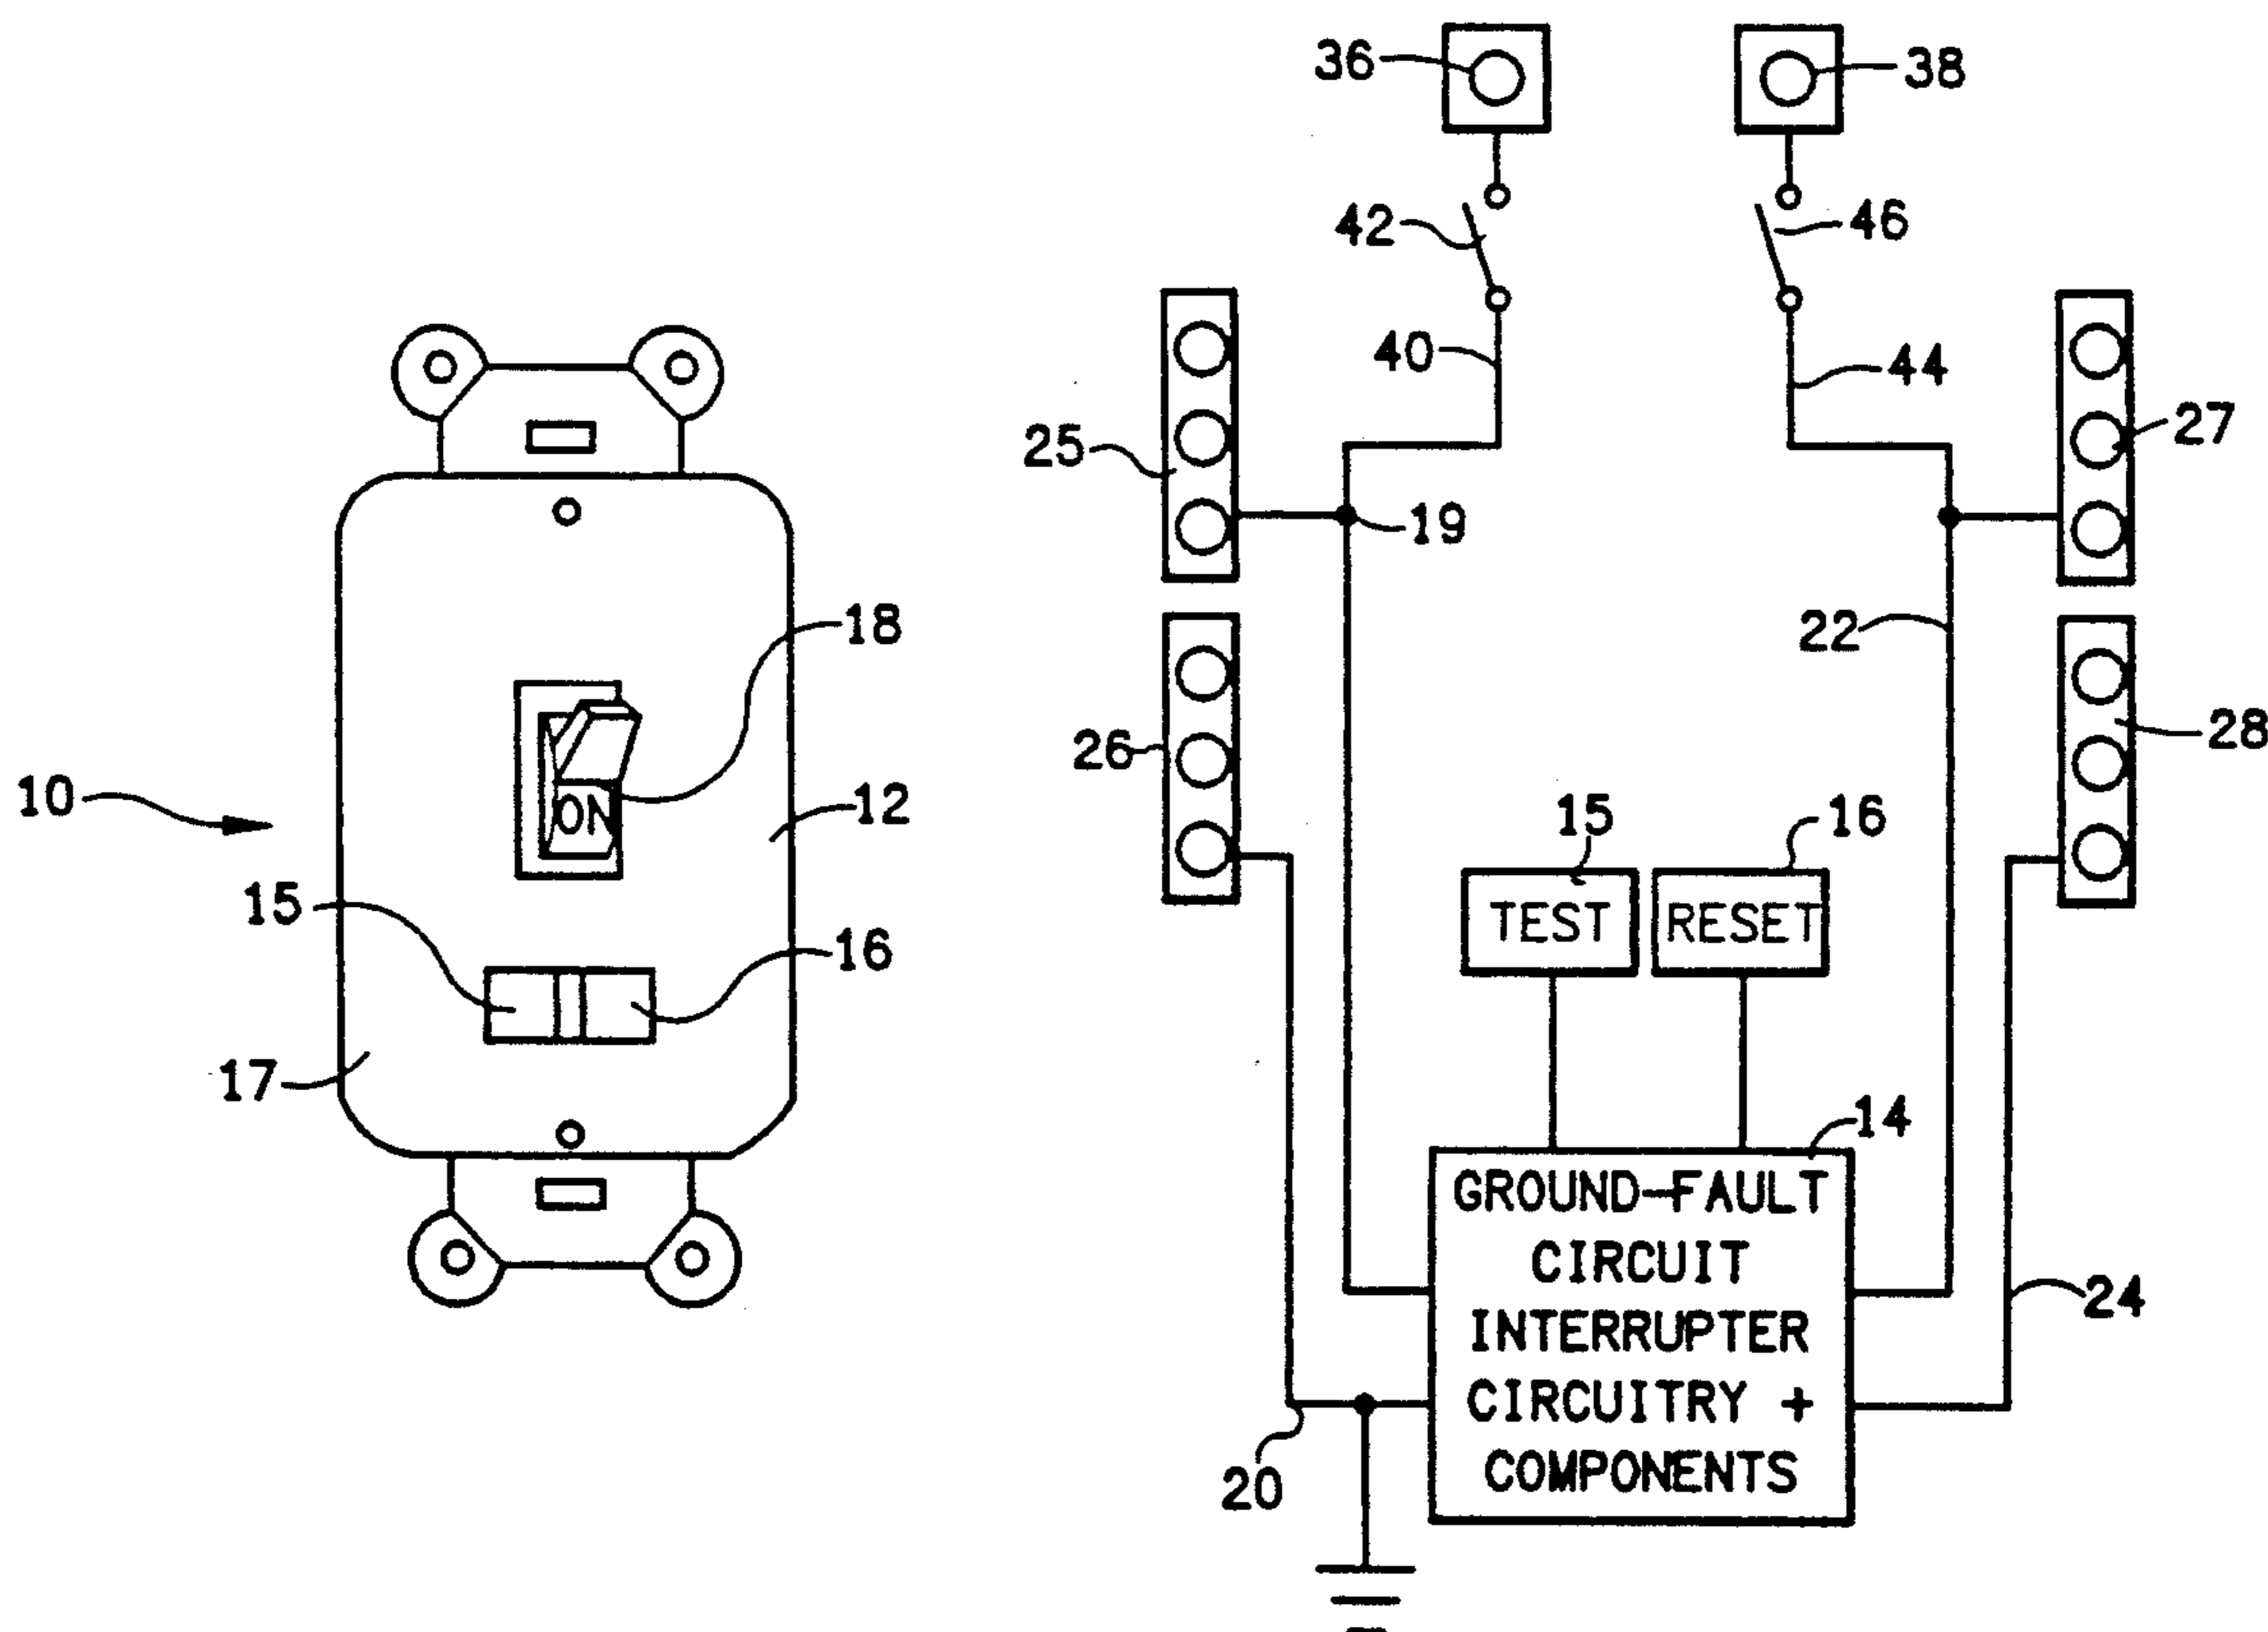 10
12
15
16
17
18
ON
36
38
42
46
40
44
25
27
19
22
26
28
15
16
TEST
RESET
14
GROUND-FAULT
CIRCUIT
INTERRUPTER
CIRCUITRY +
COMPONENTS
24
20